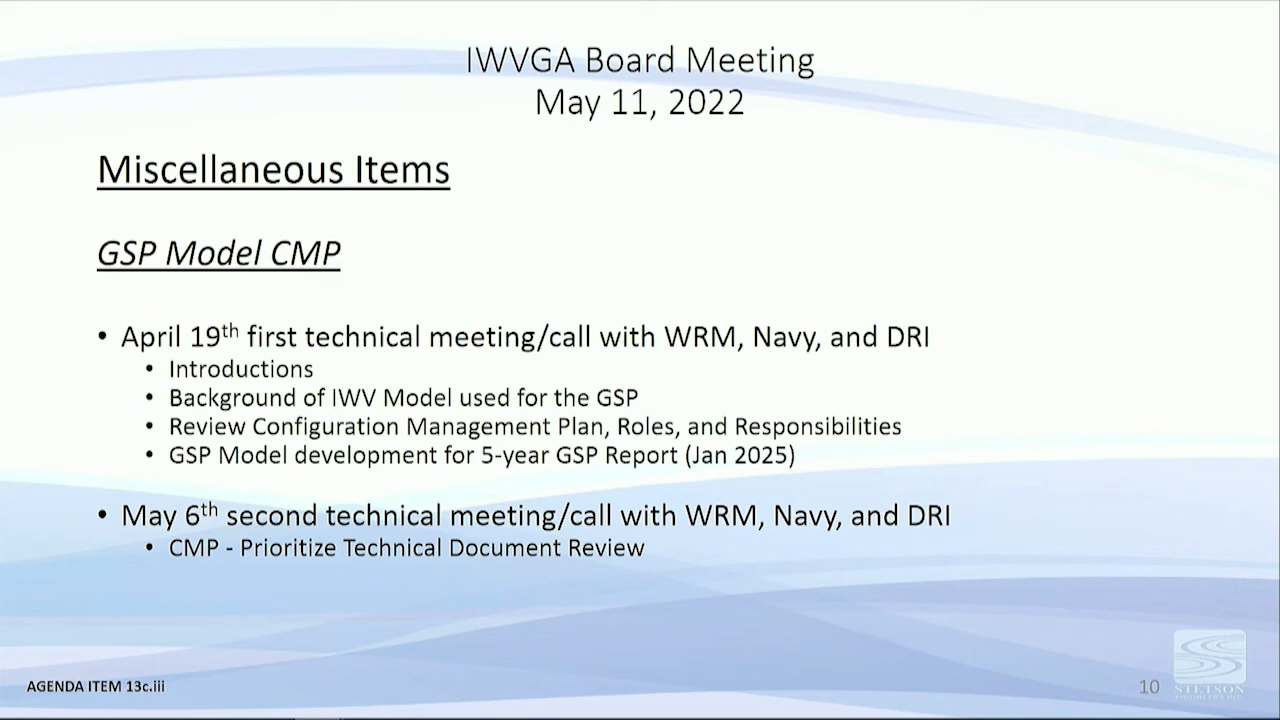 IWVGA Board Meeting
May 11, 2022
Miscellaneous Items
GSP Model CMP
• April 19th first technical meeting/call with WRM, Navy, and DRI
• Introductions
• Background of IWV Model used for the GSP
• Review Configuration Management Plan, Roles, and Responsibilities
• GSP Model development for 5-year GSP Report (Jan 2025)
• May 6th second technical meeting/call with WRM, Navy, and DRI
• CMP - Prioritize Technical Document Review
AGENDA ITEM 13c.iii
10
STETSON
ENGINEERS INC.